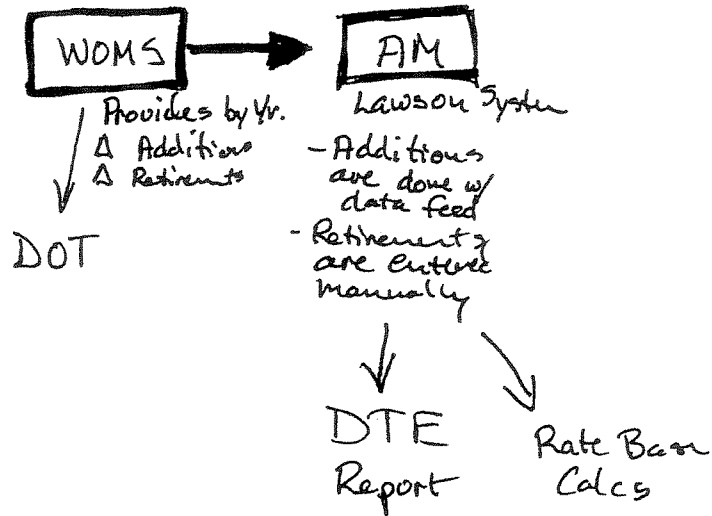 WOMS
AM
Provides by Yr.
Δ Additions
Δ Retirements
DOT
Lawson System
- Additions
are done w/
data feed
- Retirements
are entered
manually
DTE
Report
Rate Base
Calcs